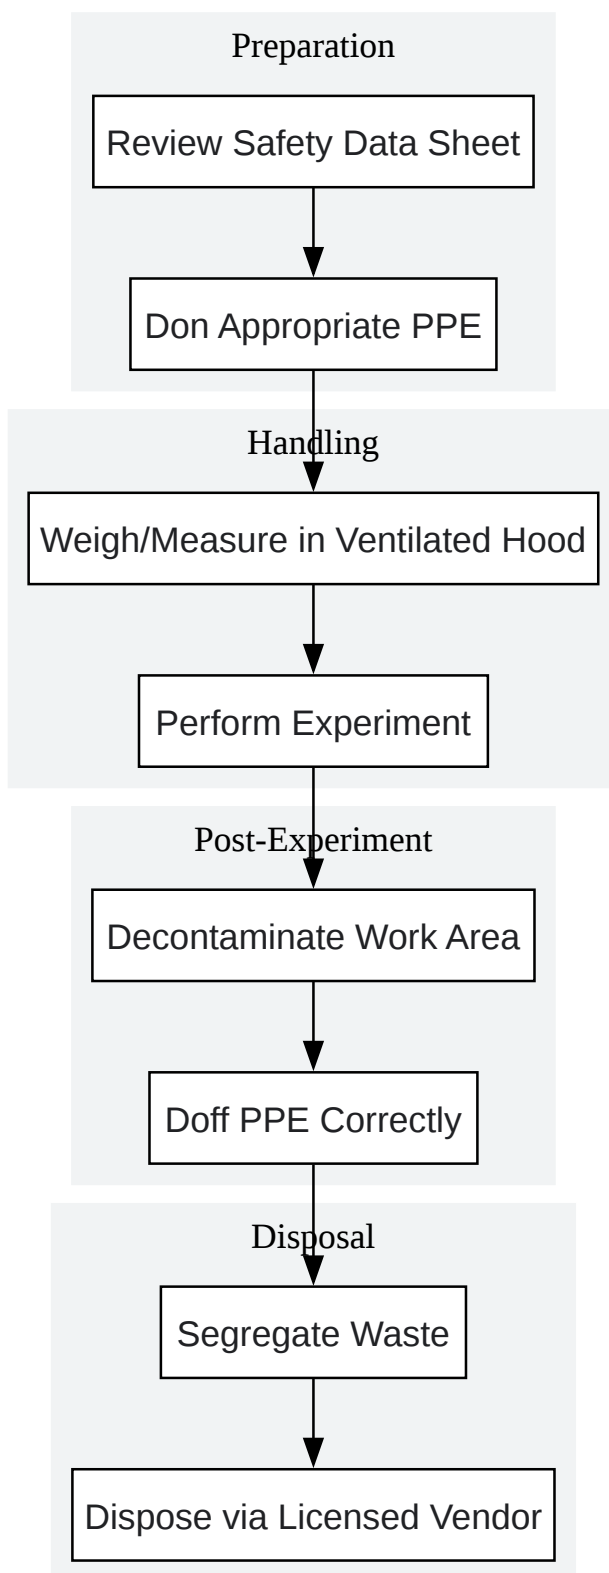 Preparation
Review Safety Data Sheet
Don Appropriate PPE
Handling
Weigh/Measure in Ventilated Hood
Perform Experiment
Post-Experiment
Decontaminate Work Area
Doff PPE Correctly
Disposal
Segregate Waste
Dispose via Licensed Vendor